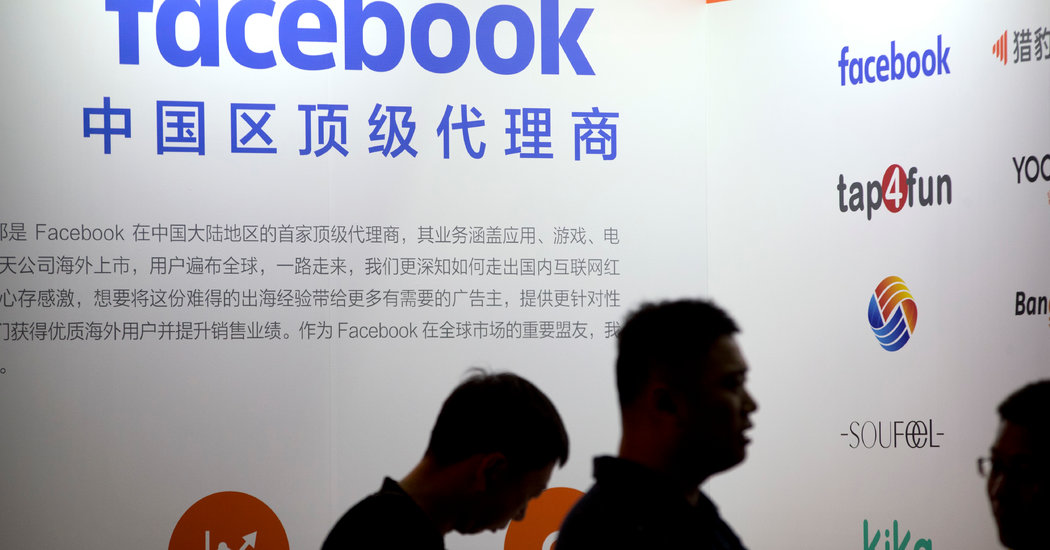 facebook
中国区顶级代理商
是 Facebook 在中国大陆地区的首家顶级代理商，其业务涵盖应用、游戏、电
天公司海外上市，用户遍布全球，一路走来，我们更深知如何走出国内互联网红
心存感激，想要将这份难得的出海经验带给更多有需要的广告主，提供更针对性
们获得优质海外用户并提升销售业绩。作为 Facebook 在全球市场的重要盟友，我
。
facebook
猎豹
tap4fun
YOO
Bang
-SOUFEEL-
kika